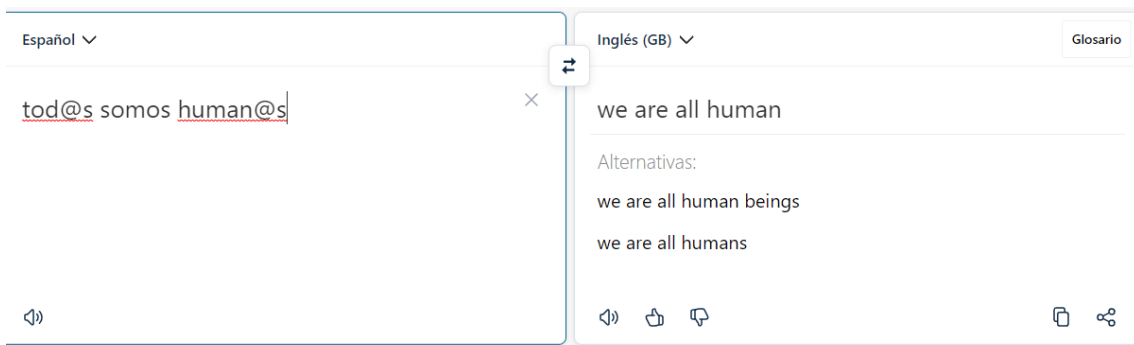 Español
tod@s somos human@s
Inglés (GB)
Glosario
we are all human
Alternativas:
we are all human beings
we are all humans